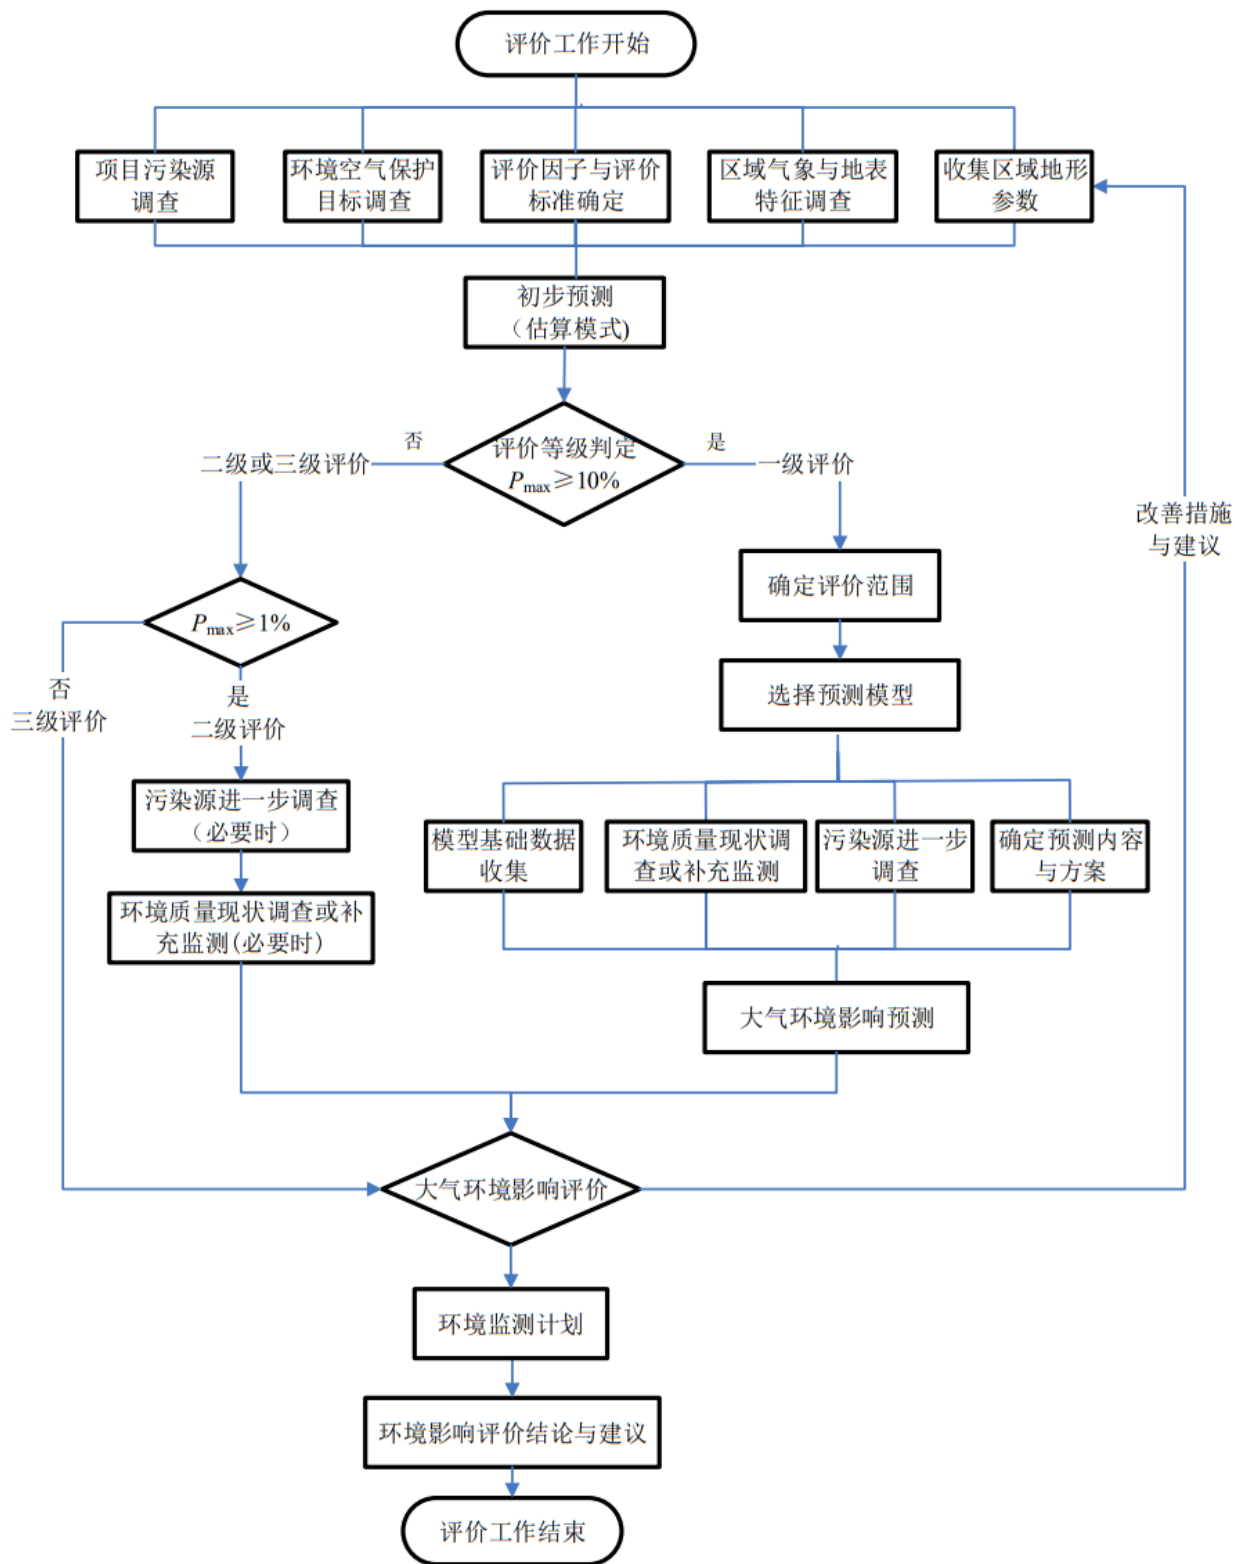 评价工作开始
项目污染源
调查
环境空气保护
目标调查
评价因子与评价
标准确定
区域气象与地表
特征调查
收集区域地形
参数
初步预测
（估算模式)
否
评价等级判定
Pmax≥10%
是
二级或三级评价
一级评价
改善措施
与建议
确定评价范围
Pmax≥1%
选择预测模型
否
三级评价
是
二级评价
污染源进一步调查
（必要时）
模型基础数据
收集
环境质量现状调
查或补充监测
污染源进一步
调查
确定预测内容
与方案
环境质量现状调查或补
充监测(必要时)
大气环境影响预测
大气环境影响评价
环境监测计划
环境影响评价结论与建议
评价工作结束